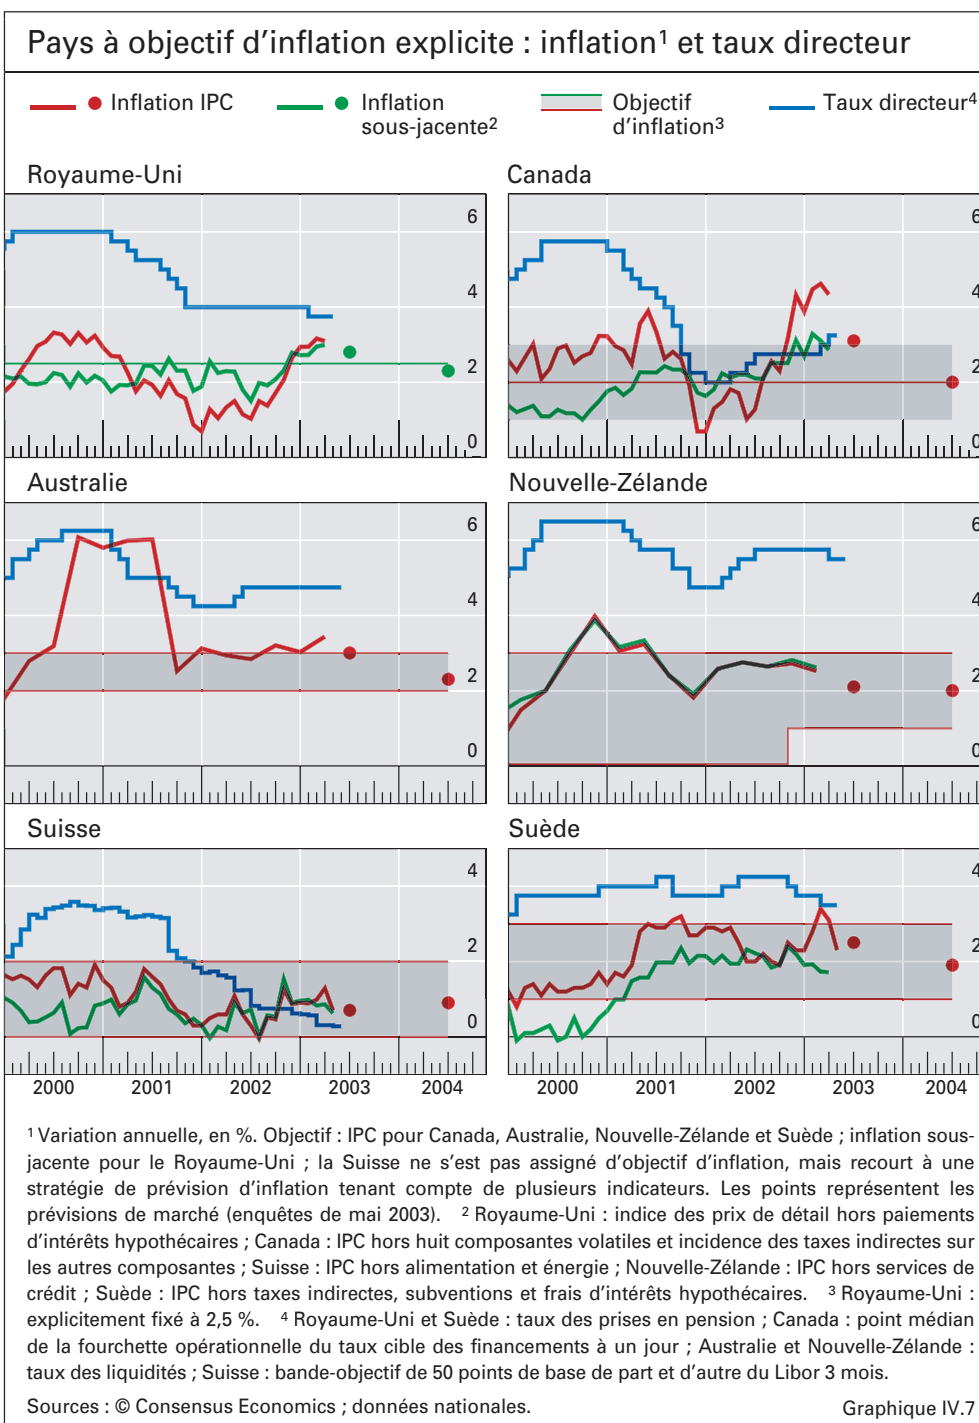 Pays à objectif d’inflation explicite : inflation¹ et taux directeur
Inflation IPC
Inflation sous-jacente²
Objectif d’inflation³
Taux directeur⁴
Royaume-Uni
6
4
2
0
Canada
6
4
2
0
Australie
6
4
2
0
Nouvelle-Zélande
6
4
2
0
Suisse
4
2
0
2000 2001 2002 2003 2004
Suède
4
2
0
2000 2001 2002 2003 2004
¹ Variation annuelle, en %. Objectif : IPC pour Canada, Australie, Nouvelle-Zélande et Suède ; inflation sous-
jacente pour le Royaume-Uni ; la Suisse ne s’est pas assigné d’objectif d’inflation, mais recourt à une
stratégie de prévision d’inflation tenant compte de plusieurs indicateurs. Les points représentent les
prévisions de marché (enquêtes de mai 2003). ² Royaume-Uni : indice des prix de détail hors paiements
d’intérêts hypothécaires ; Canada : IPC hors huit composantes volatiles et incidence des taxes indirectes sur
les autres composantes ; Suisse : IPC hors alimentation et énergie ; Nouvelle-Zélande : IPC hors services de
crédit ; Suède : IPC hors taxes indirectes, subventions et frais d’intérêts hypothécaires. ³ Royaume-Uni :
explicitement fixé à 2,5 %. ⁴ Royaume-Uni et Suède : taux des prises en pension ; Canada : point médian
de la fourchette opérationnelle du taux cible des financements à un jour ; Australie et Nouvelle-Zélande :
taux des liquidités ; Suisse : bande-objectif de 50 points de base de part et d’autre du Libor 3 mois.
Sources : © Consensus Economics ; données nationales.
Graphique IV.7